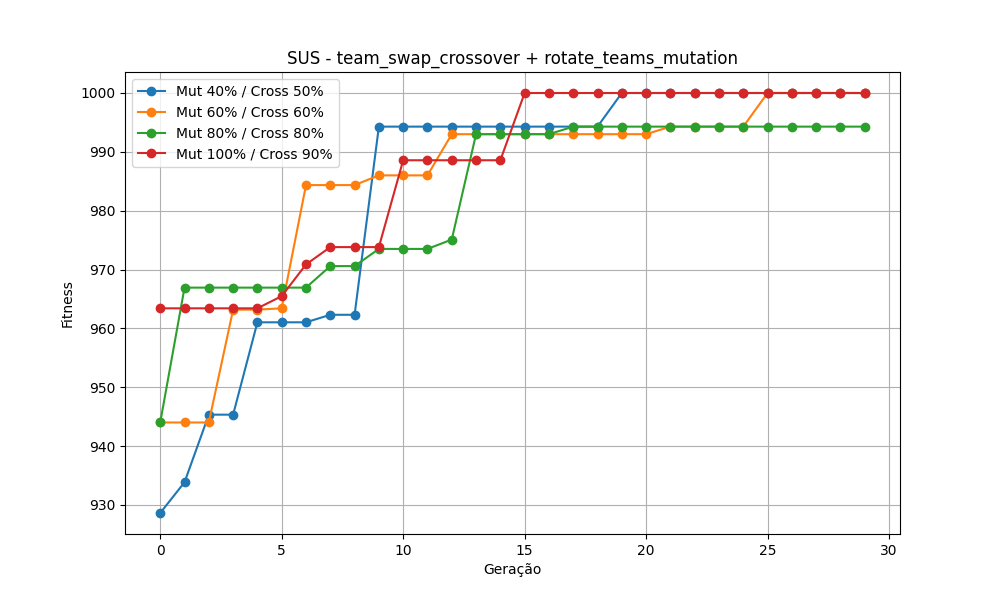 SUS - team_swap_crossover + rotate_teams_mutation
Mut 40% / Cross 50%
Mut 60% / Cross 60%
Mut 80% / Cross 80%
Mut 100% / Cross 90%
Fitness
1000
990
980
970
960
950
940
930
0 5 10 15 20 25 30
Geração